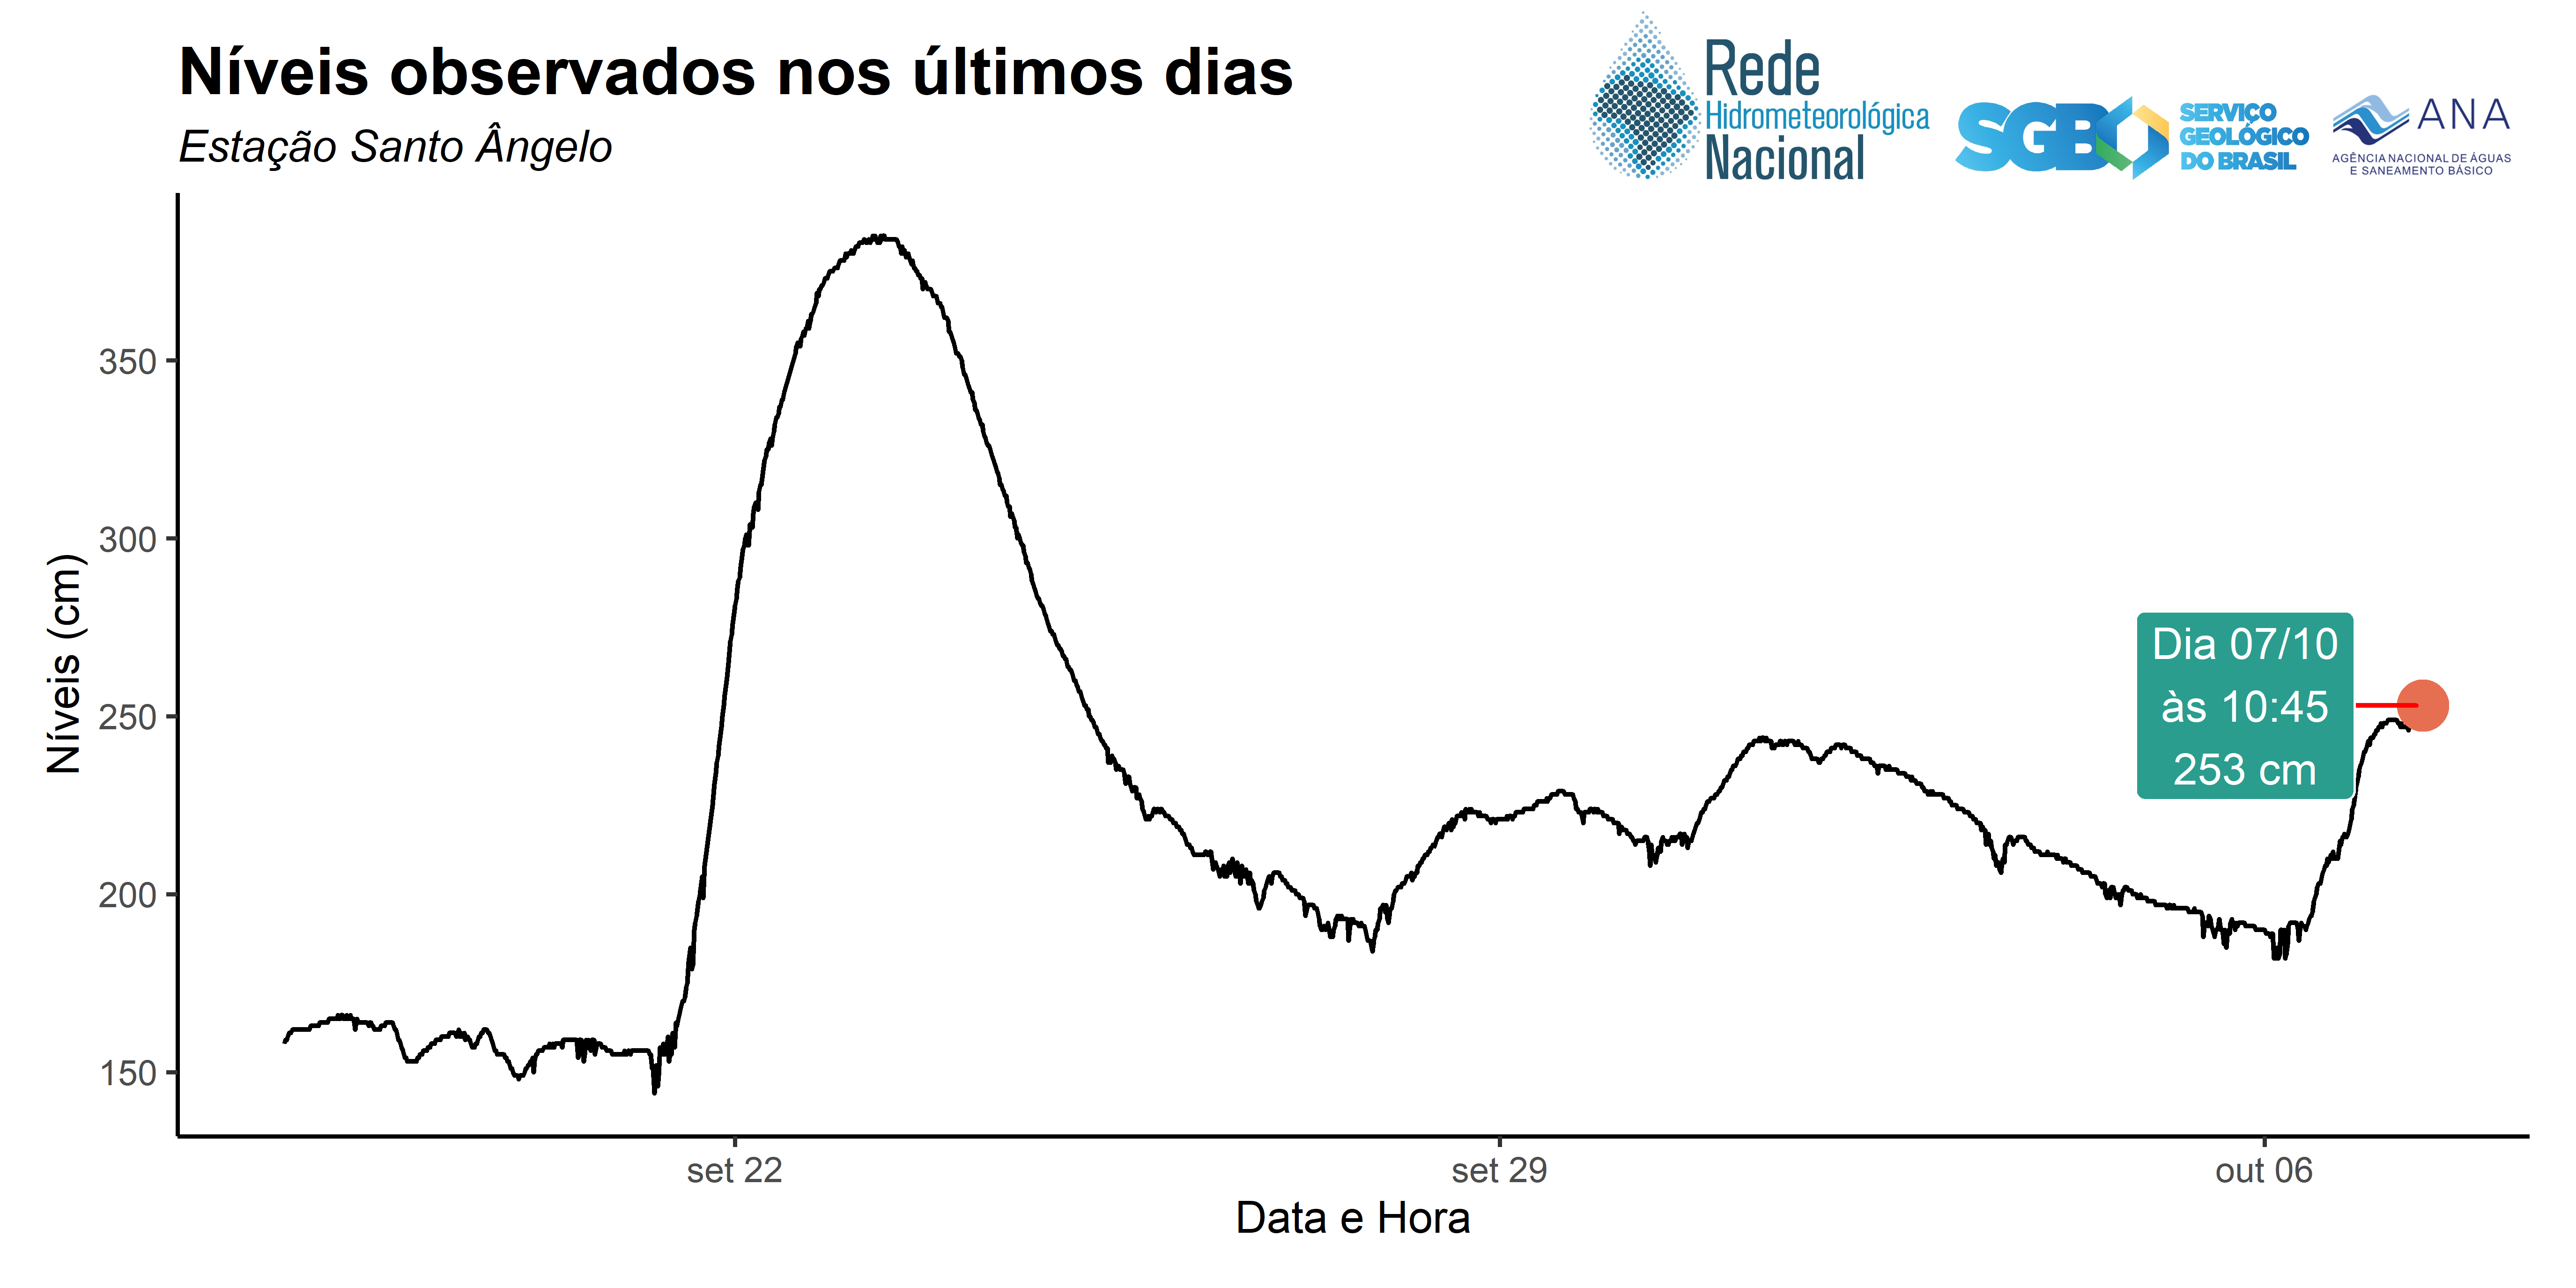 Níveis observados nos últimos dias
Estação Santo Ângelo
Rede
Hidrometeorológica
Nacional
SGB
SERVIÇO
GEOLÓGICO
DO BRASIL
ANA
AGÊNCIA NACIONAL DE ÁGUAS
E SANEAMENTO BÁSICO
Níveis (cm)
350
300
250
200
150
Dia 07/10
às 10:45
253 cm
set 22
set 29
out 06
Data e Hora